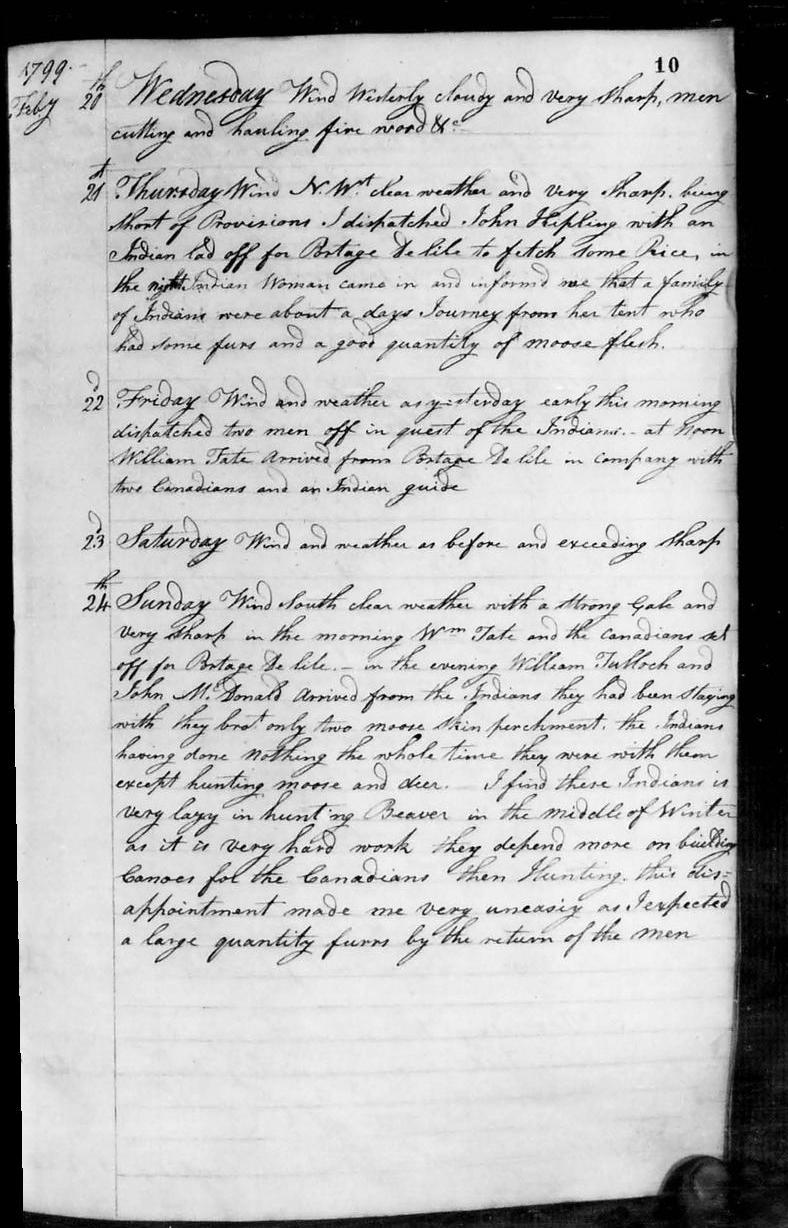 10
1799
Feby
20th Wednesday Wind Westerly cloudy and very sharp, men
cutting and hauling fire wood &c
21st Thursday Wind N. Wt. clear weather and very sharp. being
short of Provisions I dispatched John Kipling with an
Indian lad off for Portage De lile to fetch some Rice, in
the night Indian Woman came in and inform'd me that a family
of Indians were about a days Journey from her tent who
had some furs and a good quantity of moose flesh.
22d Friday Wind and weather as yesterday early this morning
dispatched two men off in quest of the Indians. - at Noon
William Tate Arrived from Portage De lile in company with
two Canadians and an Indian guide
23d Saturday Wind and weather as before and exceeding sharp
24th Sunday Wind South clear weather with a strong Gale and
very sharp in the morning Wm Tate and the Canadians set
off for Portage De lile. - in the evening William Tulloch and
John Mc Donald Arrived from the Indians they had been staying
with they brot only two moose skin perchment. the Indians
having done nothing the whole time they were with them
except hunting moose and deer. I find these Indians is
very lazy in hunting Beaver in the middle of Winter
as it is very hard work they depend more on building
Canoes for the Canadians then Hunting. this dis=
appointment made me very uneasiy as I expected
a large quantity furrs by the return of the men